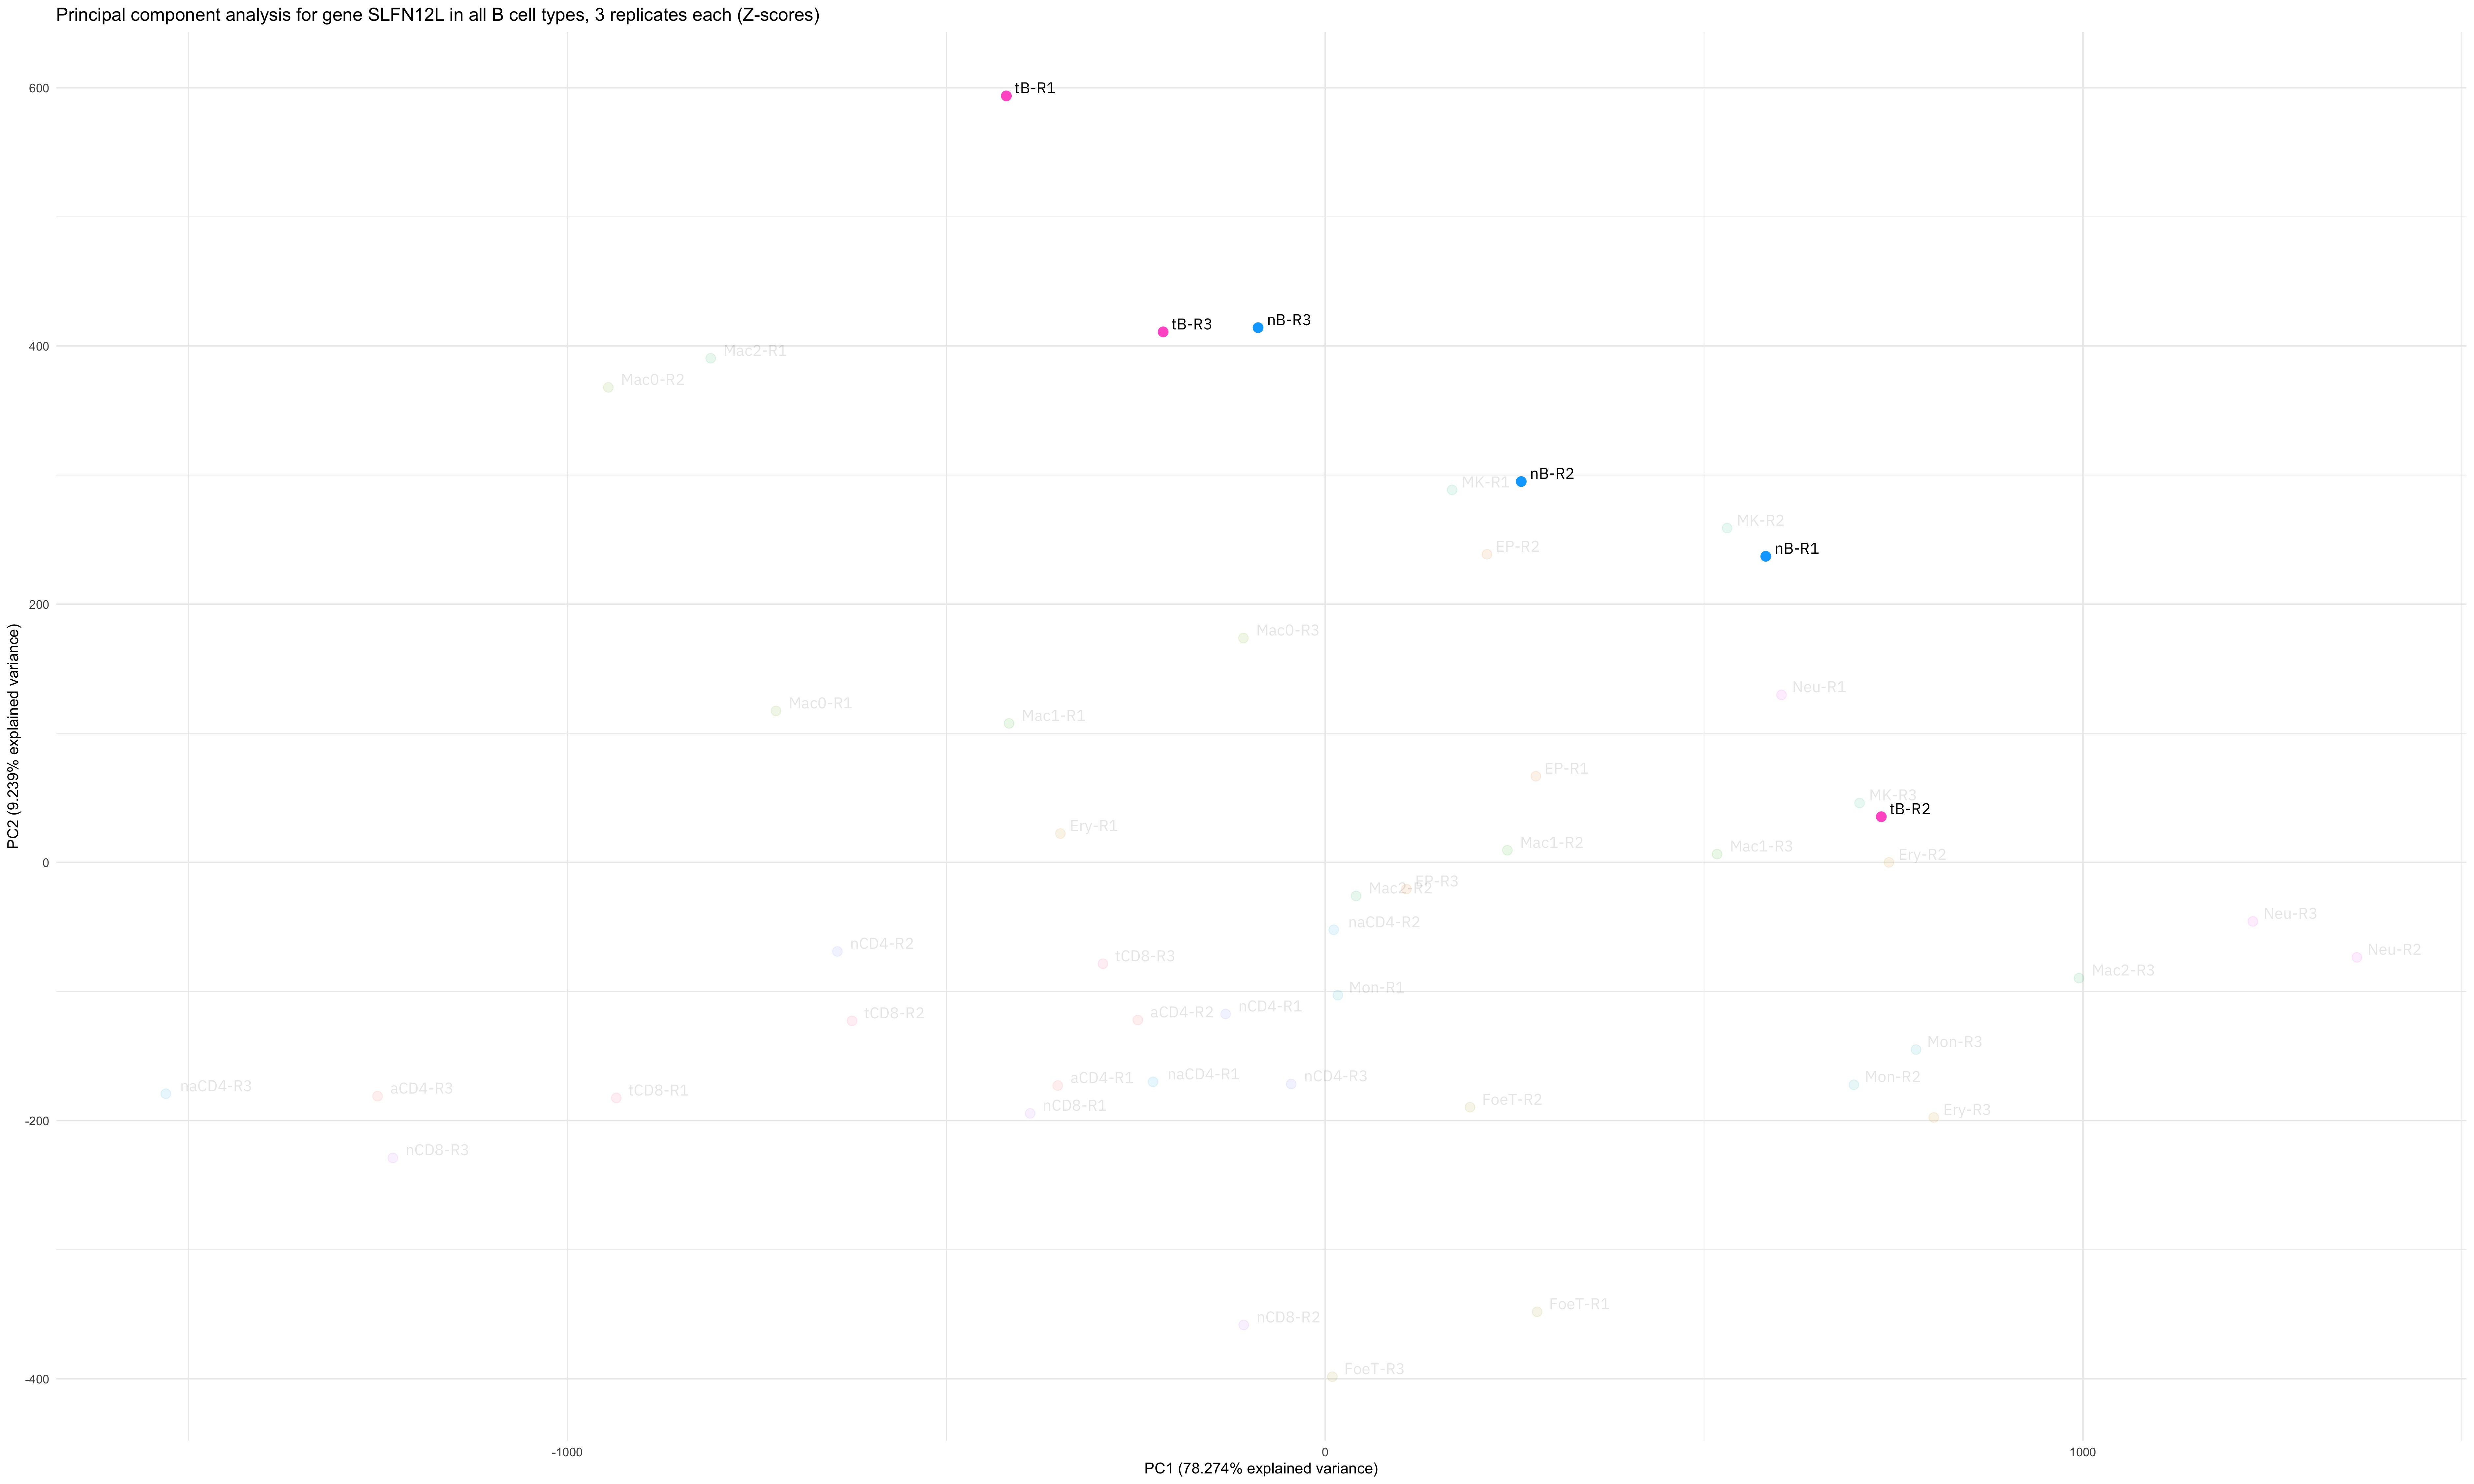 Principal component analysis for gene SLFN12L in all B cell types, 3 replicates each (Z-scores)
600
tB-R1
tB-R3
nB-R3
400
Mac2-R1
Mac0-R2
nB-R2
MK-R1
MK-R2
EP-R2
nB-R1
200
Mac0-R3
Neu-R1
Mac0-R1
Mac1-R1
EP-R1
MK-R3
tB-R2
Ery-R1
Mac1-R2
Mac1-R3
Ery-R2
0
EP-R3
Mac2-R2
naCD4-R2
Neu-R3
nCD4-R2
Neu-R2
tCD8-R3
Mac2-R3
Mon-R1
nCD4-R1
aCD4-R2
tCD8-R2
Mon-R3
naCD4-R1
nCD4-R3
aCD4-R1
Mon-R2
naCD4-R3
aCD4-R3
tCD8-R1
FoeT-R2
nCD8-R1
Ery-R3
-200
nCD8-R3
FoeT-R1
nCD8-R2
FoeT-R3
-400
PC2 (9.239% explained variance)
-1000
0
1000
PC1 (78.274% explained variance)